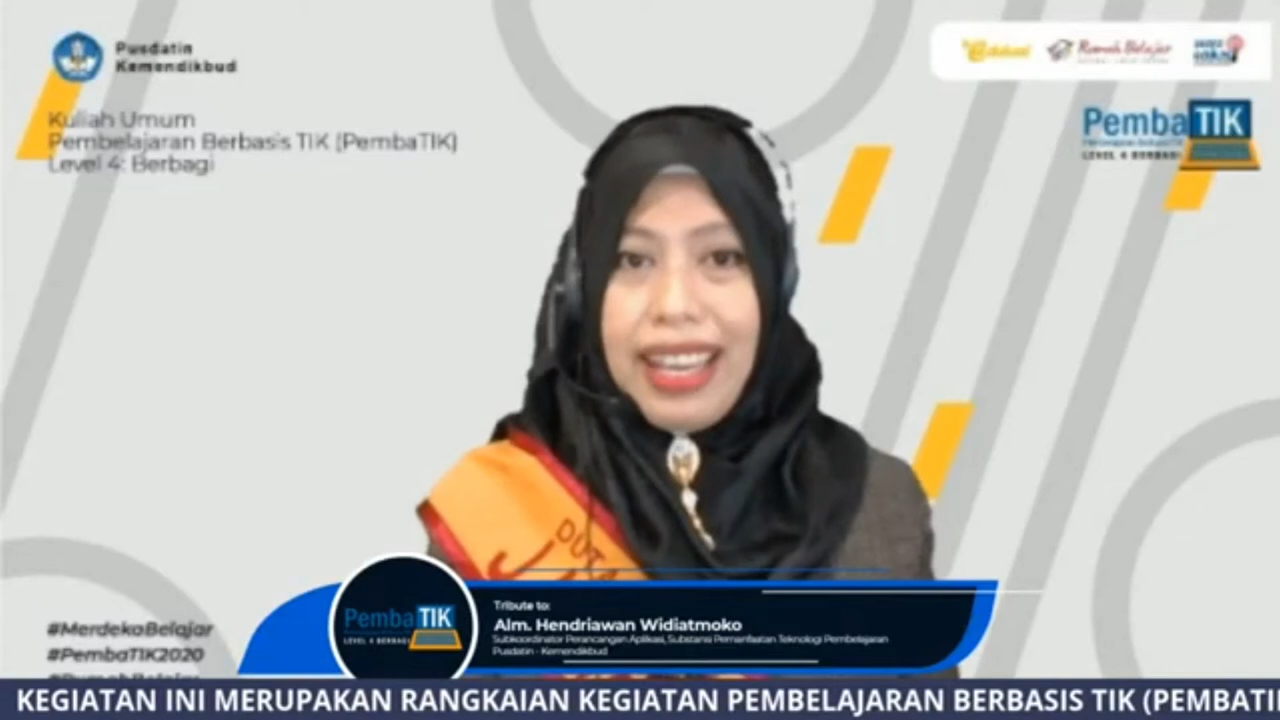 Pusdatin
Kemendikbud
Rumah Belajar
Kuliah Umum
Pembelajaran Berbasis TIK (PembaTIK)
Level 4: Berbagi
PembaTIK
LEVEL 4 BERBAGI
DUTA
Tribute to:
Alm. Hendriawan Widiatmoko
Subkoordinator Perancangan Aplikasi, Substansi Pemanfaatan Teknologi Pembelajaran
Pusdatin - Kemendikbud
PembaTIK
LEVEL 4 BERBAGI
#MerdekaBelajar
#PembaTIK2020
#RumahBelajar
KEGIATAN INI MERUPAKAN RANGKAIAN KEGIATAN PEMBELAJARAN BERBASIS TIK (PEMBATI